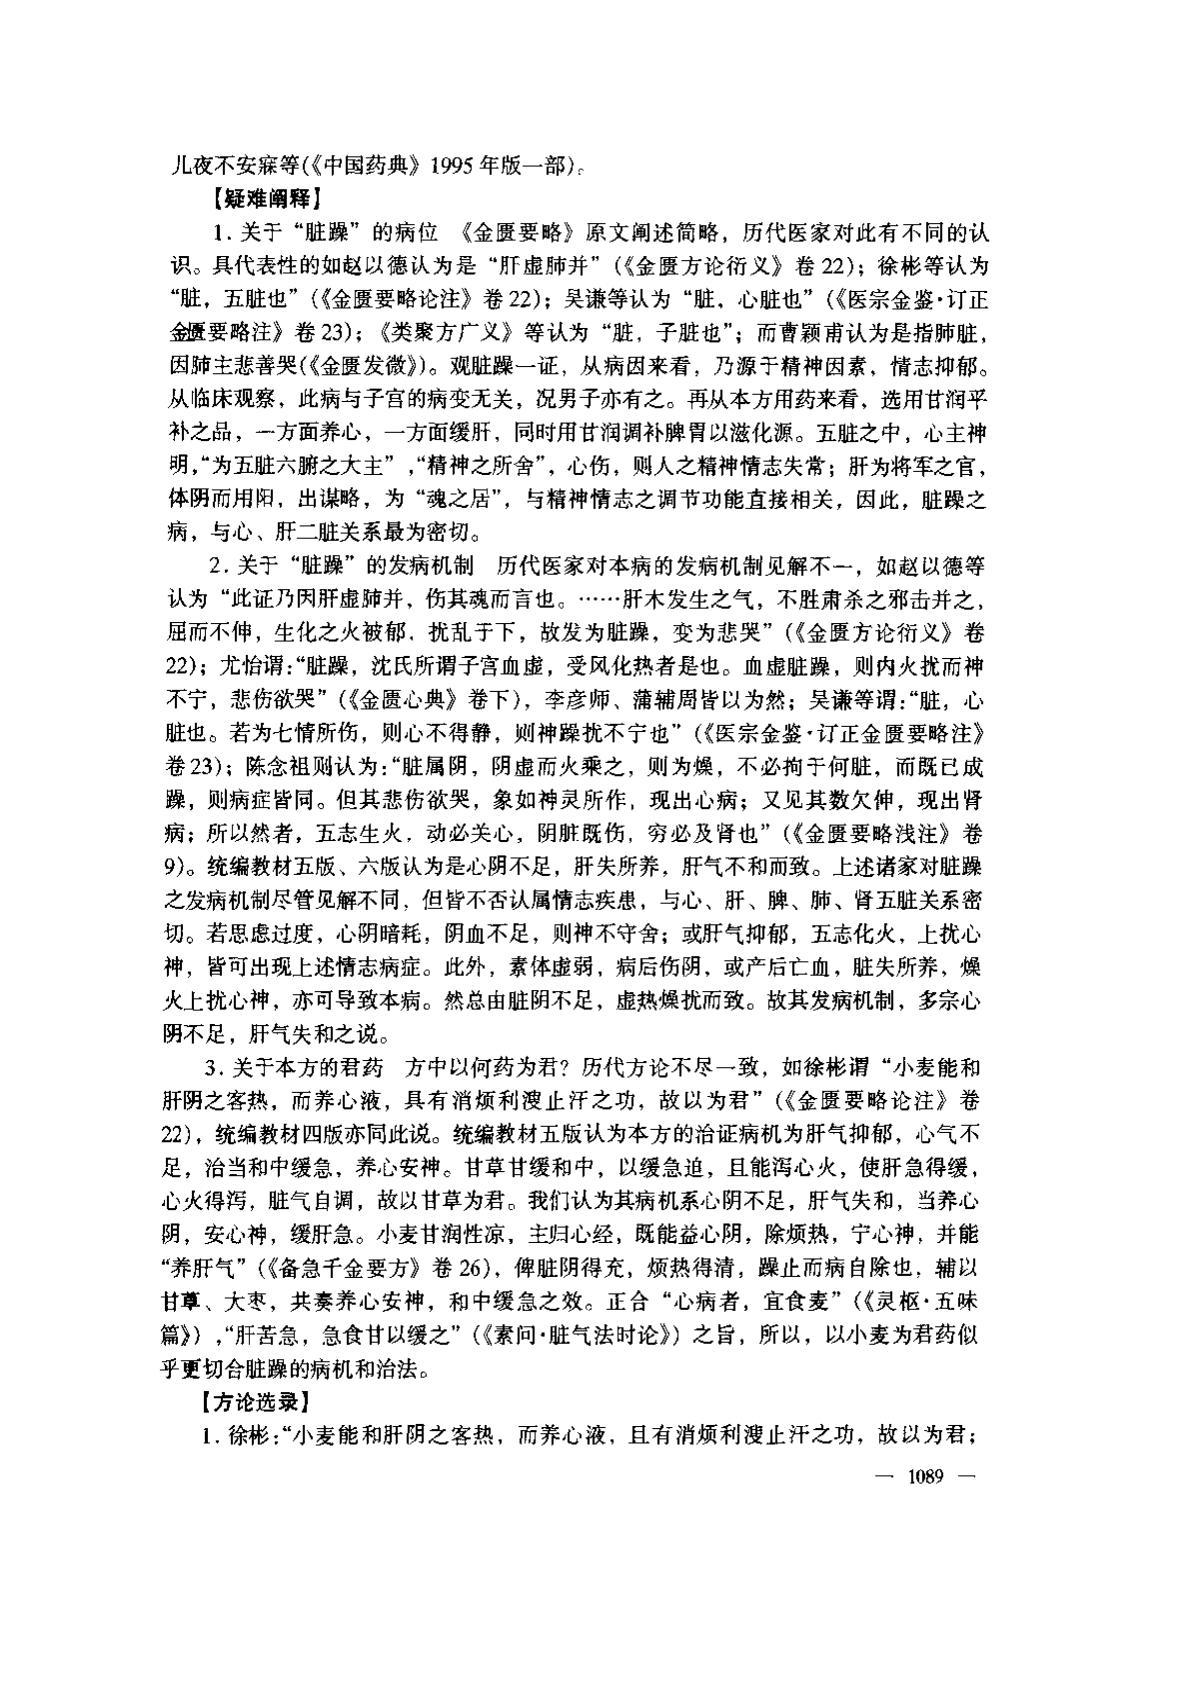 儿夜不安寐等(《中国药典》1995年版一部)。
【疑难阐释】
1. 关于“脏躁”的病位 《金匮要略》原文阐述简略，历代医家对此有不同的认
识。具代表性的如赵以德认为是“肝虚肺并”(《金匮方论衍义》卷22)；徐彬等认为
“脏，五脏也”(《金匮要略论注》卷22)；吴谦等认为“脏，心脏也”(《医宗金鉴·订正
金匮要略注》卷23)；《类聚方广义》等认为“脏，子脏也”；而曹颖甫认为是指肺脏，
因肺主悲善哭(《金匮发微》)。观脏躁一证，从病因来看，乃源于精神因素，情志抑郁。
从临床观察，此病与子宫的病变无关，况男子亦有之。再从本方用药来看，选用甘润平
补之品，一方面养心，一方面缓肝，同时用甘润调补脾胃以滋化源。五脏之中，心主神
明，“为五脏六腑之大主”，“精神之所舍”，心伤，则人之精神情志失常；肝为将军之官，
体阴而用阳，出谋略，为“魂之居”，与精神情志之调节功能直接相关，因此，脏躁之
病，与心、肝二脏关系最为密切。
2. 关于“脏躁”的发病机制 历代医家对本病的发病机制见解不一，如赵以德等
认为“此证乃因肝虚肺并，伤其魂而言也。……肝木发生之气，不胜肃杀之邪击并之，
屈而不伸，生化之火被郁，扰乱于下，故发为脏躁，变为悲哭”(《金匮方论衍义》卷
22)；尤怡谓：“脏躁，沈氏所谓子宫血虚，受风化热者是也。血虚脏躁，则内火扰而神
不宁，悲伤欲哭”(《金匮心典》卷下)，李彦师、蒲辅周皆以为然；吴谦等谓：“脏，心
脏也。若为七情所伤，则心不得静，则神躁扰不宁也”(《医宗金鉴·订正金匮要略注》
卷23)；陈念祖则认为：“脏属阴，阴虚而火乘之，则为燥，不必拘于何脏，而既已成
躁，则病症皆同。但其悲伤欲哭，象如神灵所作，现出心病；又见其数欠伸，现出肾
病；所以然者，五志生火，动必关心，阴脏既伤，穷必及肾也”(《金匮要略浅注》卷
9)。统编教材五版、六版认为是心阴不足，肝失所养，肝气不和而致。上述诸家对脏躁
之发病机制尽管见解不同，但皆不否认属情志疾患，与心、肝、脾、肺、肾五脏关系密
切。若思虑过度，心阴暗耗，阴血不足，则神不守舍；或肝气抑郁，五志化火，上扰心
神，皆可出现上述情志病症。此外，素体虚弱，病后伤阴，或产后亡血，脏失所养，燥
火上扰心神，亦可导致本病。然总由脏阴不足，虚热燥扰而致。故其发病机制，多宗心
阴不足，肝气失和之说。
3. 关于本方的君药 方中以何药为君？历代方论不尽一致，如徐彬谓“小麦能和
肝阴之客热，而养心液，具有消烦利溲止汗之功，故以为君”(《金匮要略论注》卷
22)，统编教材四版亦同此说。统编教材五版认为本方的治证病机为肝气抑郁，心气不
足，治当和中缓急，养心安神。甘草甘缓和中，以缓急迫，且能泻心火，使肝急得缓，
心火得泻，脏气自调，故以甘草为君。我们认为其病机系心阴不足，肝气失和，当养心
阴，安心神，缓肝急。小麦甘润性凉，主归心经，既能益心阴，除烦热，宁心神，并能
“养肝气”(《备急千金要方》卷26)，俾脏阴得充，烦热得清，躁止而病自除也，辅以
甘草、大枣，共奏养心安神，和中缓急之效。正合“心病者，宜食麦”(《灵枢·五味
篇》)，“肝苦急，急食甘以缓之”(《素问·脏气法时论》)之旨，所以，以小麦为君药似
乎更切合脏躁的病机和治法。
【方论选录】
1. 徐彬：“小麦能和肝阴之客热，而养心液，且有消烦利溲止汗之功，故以为君；
— 1089 —